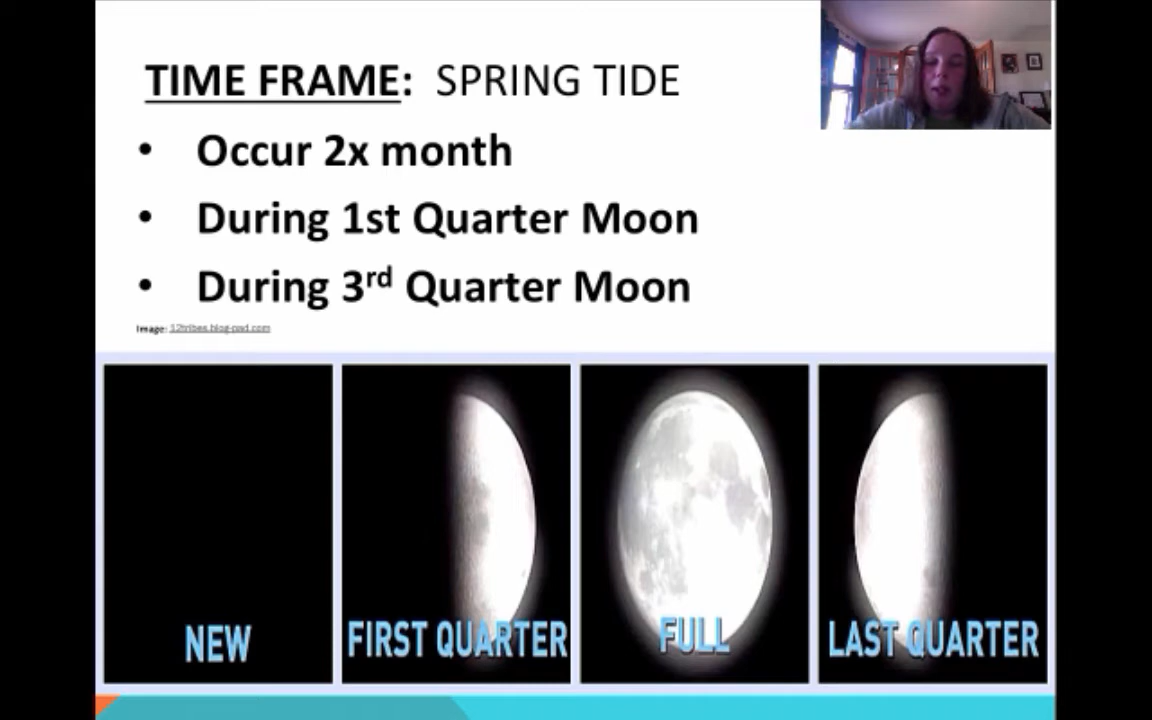 TIME FRAME: SPRING TIDE
• Occur 2x month
• During 1st Quarter Moon
• During 3rd Quarter Moon
Image: 12tribes.blog-pad.com
NEW
FIRST QUARTER
FULL
LAST QUARTER